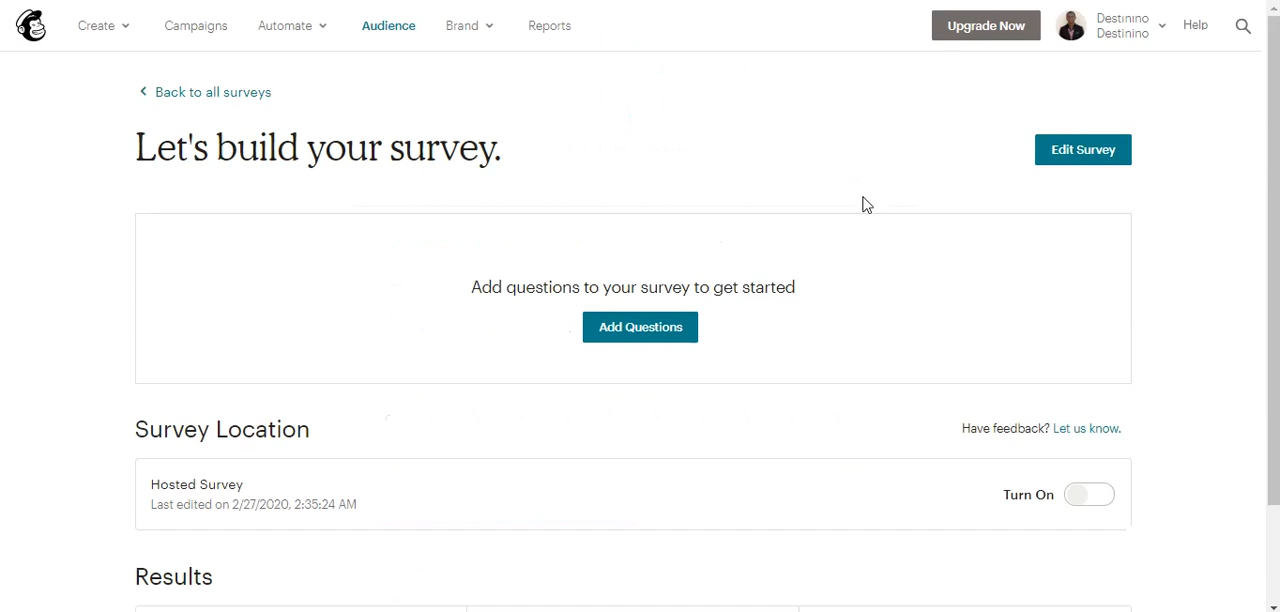 Create
Campaigns
Automate
Audience
Brand
Reports
Upgrade Now
Destinino
Destinino
Help
Back to all surveys
Let's build your survey.
Edit Survey
Add questions to your survey to get started
Add Questions
Survey Location
Have feedback? Let us know.
Hosted Survey
Last edited on 2/27/2020, 2:35:24 AM
Turn On
Results